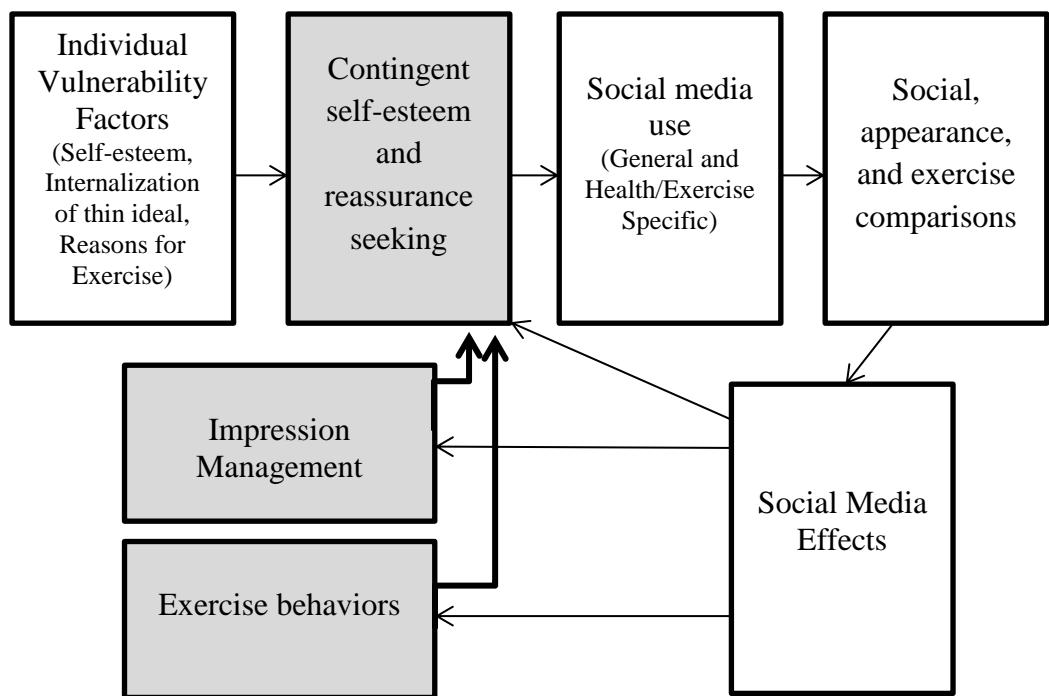 Individual
Vulnerability
Factors
(Self-esteem,
Internalization
of thin ideal,
Reasons for
Exercise)
Contingent
self-esteem
and
reassurance
seeking
Social media
use
(General and
Health/Exercise
Specific)
Social,
appearance,
and exercise
comparisons
Impression
Management
Exercise behaviors
Social Media
Effects